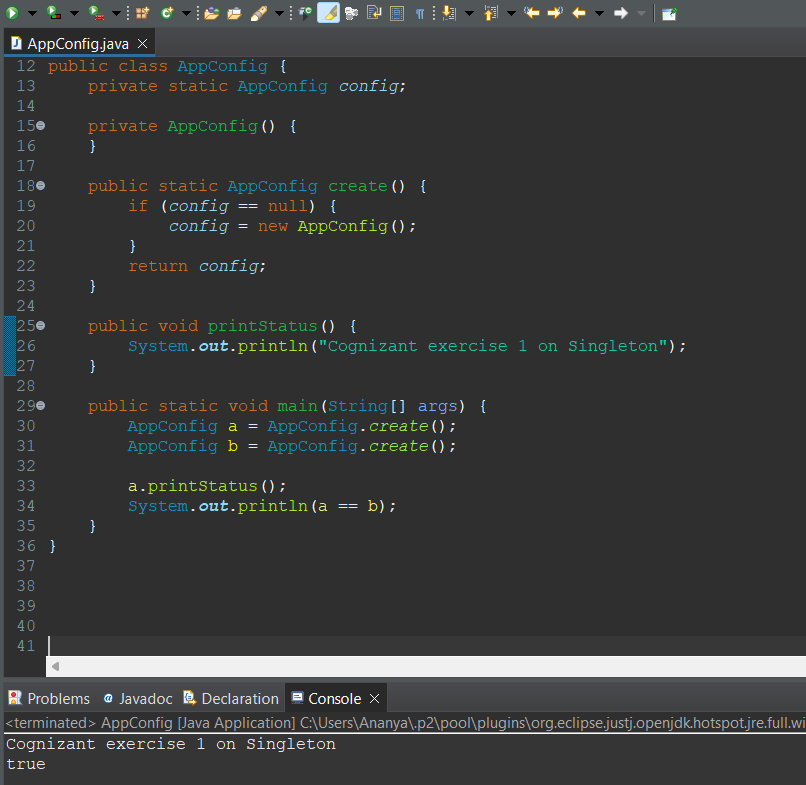 AppConfig.java
12 public class AppConfig {
13 private static AppConfig config;
14
15 private AppConfig() {
16 }
17
18 public static AppConfig create() {
19 if (config == null) {
20 config = new AppConfig();
21 }
22 return config;
23 }
24
25 public void printStatus() {
26 System.out.println("Cognizant exercise 1 on Singleton");
27 }
28
29 public static void main(String[] args) {
30 AppConfig a = AppConfig.create();
31 AppConfig b = AppConfig.create();
32
33 a.printStatus();
34 System.out.println(a == b);
35 }
36 }
37
38
39
40
41
Problems @ Javadoc Declaration Console
<terminated> AppConfig [Java Application] C:\Users\Ananya\.p2\pool\plugins\org.eclipse.justj.openjdk.hotspot.jre.full.wi
Cognizant exercise 1 on Singleton
true